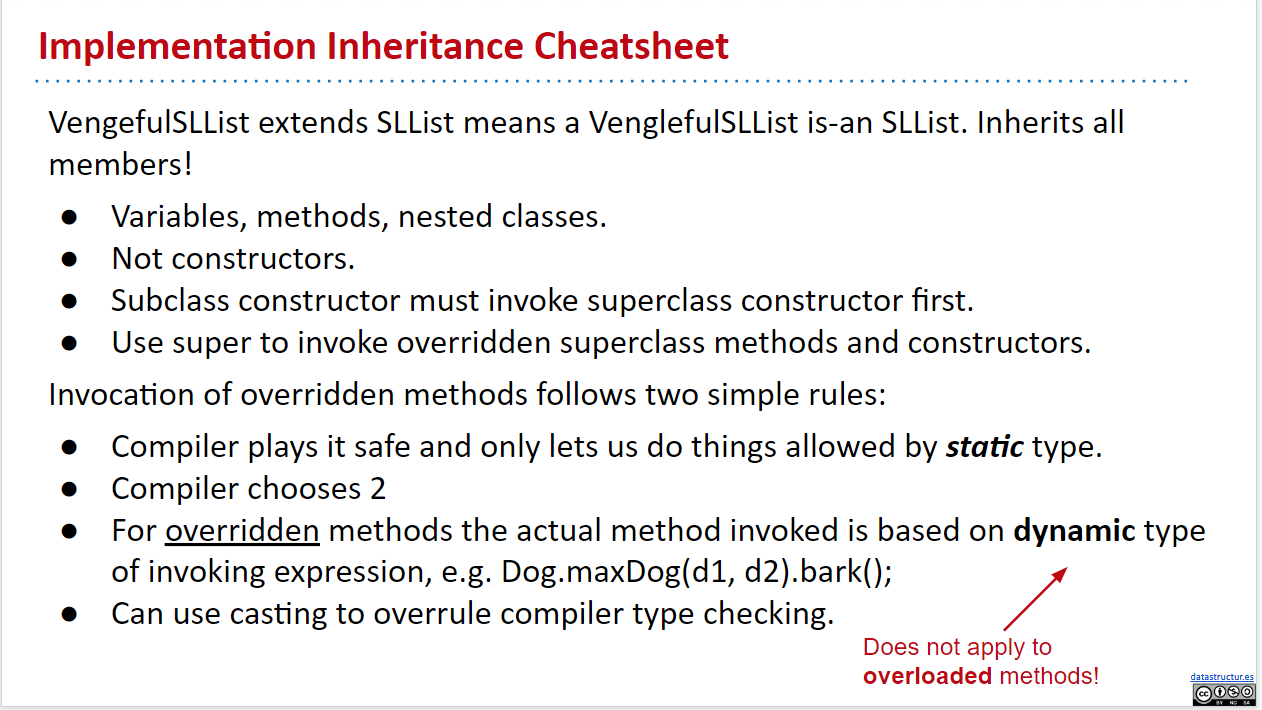 Implementation Inheritance Cheatsheet
VengefulSLList extends SLList means a VenglefulSLList is-an SLList. Inherits all
members!
● Variables, methods, nested classes.
● Not constructors.
● Subclass constructor must invoke superclass constructor first.
● Use super to invoke overridden superclass methods and constructors.
Invocation of overridden methods follows two simple rules:
● Compiler plays it safe and only lets us do things allowed by static type.
● Compiler chooses 2
● For overridden methods the actual method invoked is based on dynamic type
of invoking expression, e.g. Dog.maxDog(d1, d2).bark();
● Can use casting to overrule compiler type checking.
Does not apply to
overloaded methods!
datastructur.es
cc
BY NC SA